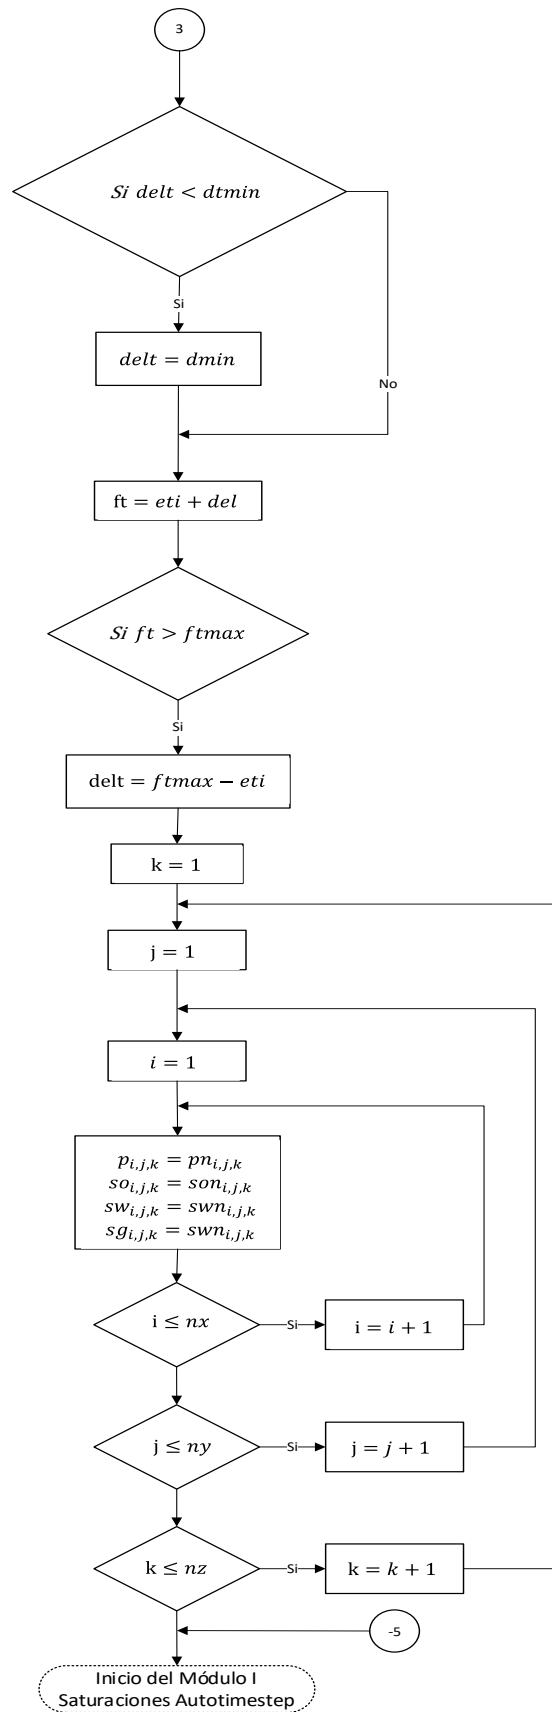 3
Si delt < dtmin
Si
delt = dmin
No
ft = eti + del
Si ft > ftmax
Si
delt = ftmax − eti
k = 1
j = 1
i = 1
p_{i,j,k} = pn_{i,j,k}
so_{i,j,k} = son_{i,j,k}
sw_{i,j,k} = swn_{i,j,k}
sg_{i,j,k} = swn_{i,j,k}
i ≤ nx
Si
i = i + 1
j ≤ ny
Si
j = j + 1
k ≤ nz
Si
k = k + 1
-5
Inicio del Módulo I
Saturaciones Autotimestep